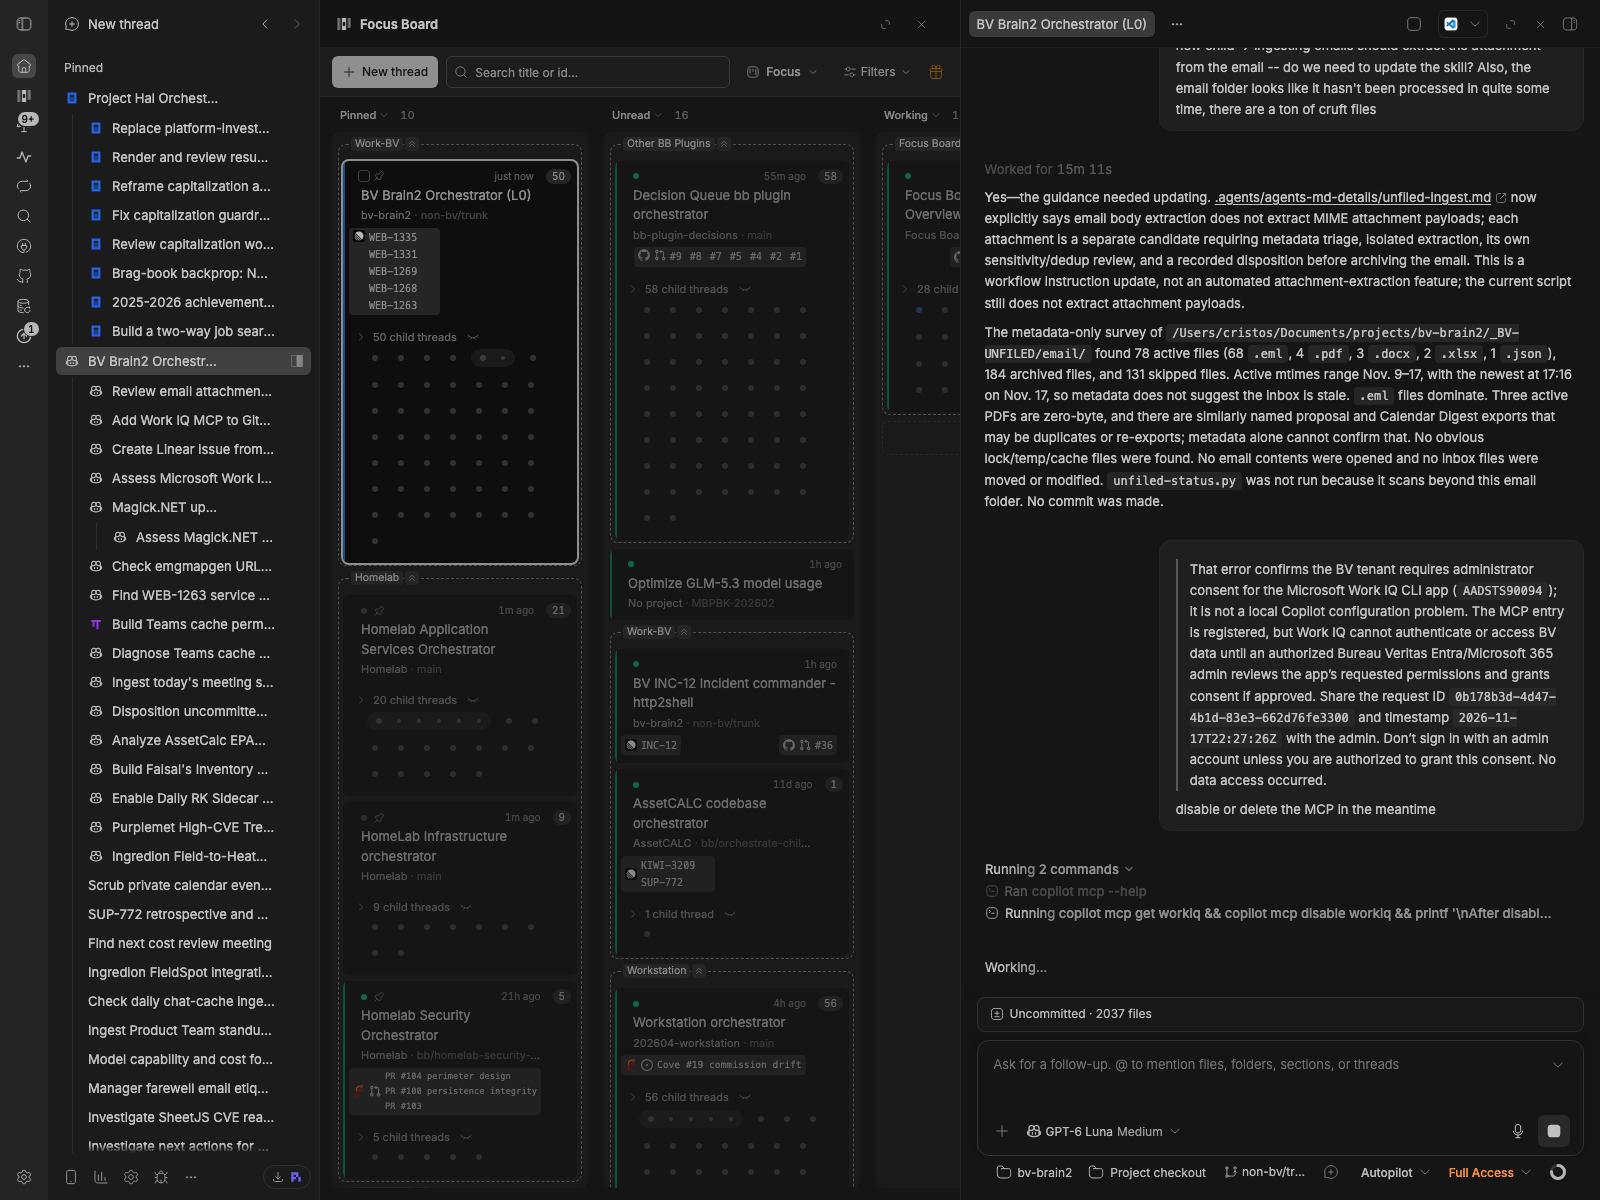 New thread
Pinned
9+
1
Project Hal Orchest...
Replace platform-invest...
Render and review resu...
Reframe capitalization a...
Fix capitalization guardr...
Review capitalization wo...
Brag-book backprop: N...
2025-2026 achievement...
Build a two-way job sear...
BV Brain2 Orchestr...
Review email attachmen...
Add Work IQ MCP to Git...
Create Linear issue from...
Assess Microsoft Work I...
Magick.NET up...
Assess Magick.NET ...
Check emgmapgen URL...
Find WEB-1263 service ...
Build Teams cache perm...
Diagnose Teams cache ...
Ingest today's meeting s...
Disposition uncommitte...
Analyze AssetCalc EPA...
Build Faisal's Inventory ...
Enable Daily RK Sidecar ...
Purplemet High-CVE Tre...
Ingredion Field-to-Heat...
Scrub private calendar even...
SUP-772 retrospective and ...
Find next cost review meeting
Ingredion FieldSpot integrati...
Check daily chat-cache inge...
Ingest Product Team standu...
Model capability and cost fo...
Manager farewell email etiq...
Investigate SheetJS CVE rea...
Investigate next actions for ...
Focus Board
New thread
Search title or id...
Focus
Filters
Pinned 10
Work-BV
just now 50
BV Brain2 Orchestrator (L0)
bv-brain2 · non-bv/trunk
WEB-1335
WEB-1331
WEB-1269
WEB-1268
WEB-1263
50 child threads
Homelab
1m ago 21
Homelab Application
Services Orchestrator
Homelab · main
20 child threads
1m ago 9
HomeLab Infrastructure
orchestrator
Homelab · main
9 child threads
21h ago 5
Homelab Security
Orchestrator
Homelab · bb/homelab-security-...
PR #104 perimeter design
PR #100 persistence integrity
PR #103
5 child threads
Unread 16
Other BB Plugins
55m ago 58
Decision Queue bb plugin
orchestrator
bb-plugin-decisions · main
#9 #8 #7 #5 #4 #2 #1
58 child threads
1h ago
Optimize GLM-5.3 model usage
No project · MBPBK-202602
Work-BV
1h ago
BV INC-12 Incident commander -
http2shell
bv-brain2 · non-bv/trunk
INC-12
#36
11d ago 1
AssetCALC codebase
orchestrator
AssetCALC · bb/orchestrate-chil...
KIWI-3209
SUP-772
1 child thread
Workstation
4h ago 56
Workstation orchestrator
202604-workstation · main
Cove #19 commission drift
56 child threads
Working 1
Focus Board
Focus Bo
Overview
Focus Boa
28 child
BV Brain2 Orchestrator (L0)
new child -> ingesting emails should extract the attachment
from the email -- do we need to update the skill? Also, the
email folder looks like it hasn't been processed in quite some
time, there are a ton of cruft files
Worked for 15m 11s
Yes—the guidance needed updating. .agents/agents-md-details/unfiled-ingest.md now
explicitly says email body extraction does not extract MIME attachment payloads; each
attachment is a separate candidate requiring metadata triage, isolated extraction, its own
sensitivity/dedup review, and a recorded disposition before archiving the email. This is a
workflow instruction update, not an automated attachment-extraction feature; the current script
still does not extract attachment payloads.
The metadata-only survey of /Users/cristos/Documents/projects/bv-brain2/_BV-
UNFILED/email/ found 78 active files (68 .eml, 4 .pdf, 3 .docx, 2 .xlsx, 1 .json),
184 archived files, and 131 skipped files. Active mtimes range Nov. 9–17, with the newest at 17:16
on Nov. 17, so metadata does not suggest the inbox is stale. .eml files dominate. Three active
PDFs are zero-byte, and there are similarly named proposal and Calendar Digest exports that
may be duplicates or re-exports; metadata alone cannot confirm that. No obvious
lock/temp/cache files were found. No email contents were opened and no inbox files were
moved or modified. unfiled-status.py was not run because it scans beyond this email
folder. No commit was made.
That error confirms the BV tenant requires administrator
consent for the Microsoft Work IQ CLI app (AADSTS90094);
it is not a local Copilot configuration problem. The MCP entry
is registered, but Work IQ cannot authenticate or access BV
data until an authorized Bureau Veritas Entra/Microsoft 365
admin reviews the app's requested permissions and grants
consent if approved. Share the request ID 0b178b3d-4d47-
4b1d-83e3-662d76fe3300 and timestamp 2026-11-
17T22:27:26Z with the admin. Don't sign in with an admin
account unless you are authorized to grant this consent. No
data access occurred.
disable or delete the MCP in the meantime
Running 2 commands
Ran copilot mcp --help
Running copilot mcp get workiq && copilot mcp disable workiq && printf '\nAfter disabl...
Working...
Uncommitted · 2037 files
Ask for a follow-up. @ to mention files, folders, sections, or threads
GPT-6 Luna Medium
bv-brain2
Project checkout
non-bv/tr...
Autopilot
Full Access